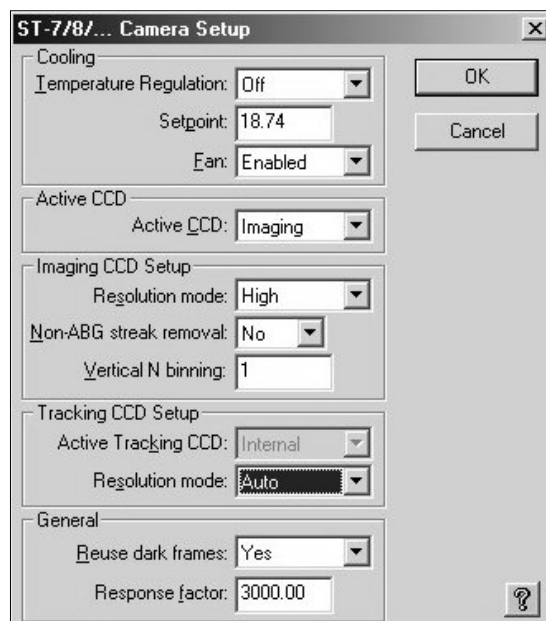 ST-7/8/... Camera Setup
Cooling
Temperature Regulation: Off
Setpoint: 18.74
Fan: Enabled
OK
Cancel
Active CCD
Active CCD: Imaging
Imaging CCD Setup
Resolution mode: High
Non-ABG streak removal: No
Vertical N binning: 1
Tracking CCD Setup
Active Tracking CCD: Internal
Resolution mode: Auto
General
Reuse dark frames: Yes
Response factor: 3000.00
?